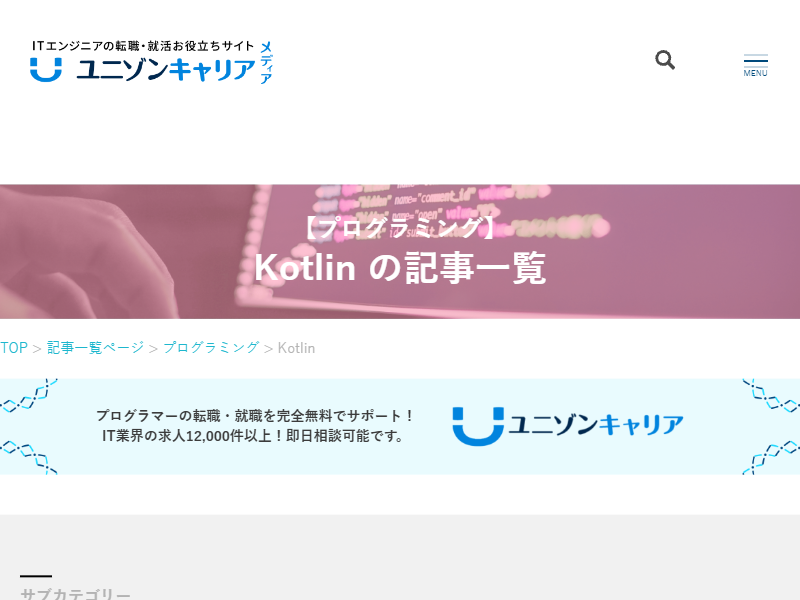 ITエンジニアの転職・就活お役立ちサイト
ユニゾンキャリア
メディア
MENU
name="comment_id"
name="open"
【プログラミング】
Kotlin の記事一覧
TOP > 記事一覧ページ > プログラミング > Kotlin
プログラマーの転職・就職を完全無料でサポート！
IT業界の求人12,000件以上！即日相談可能です。
ユニゾンキャリア
サブカテゴリー